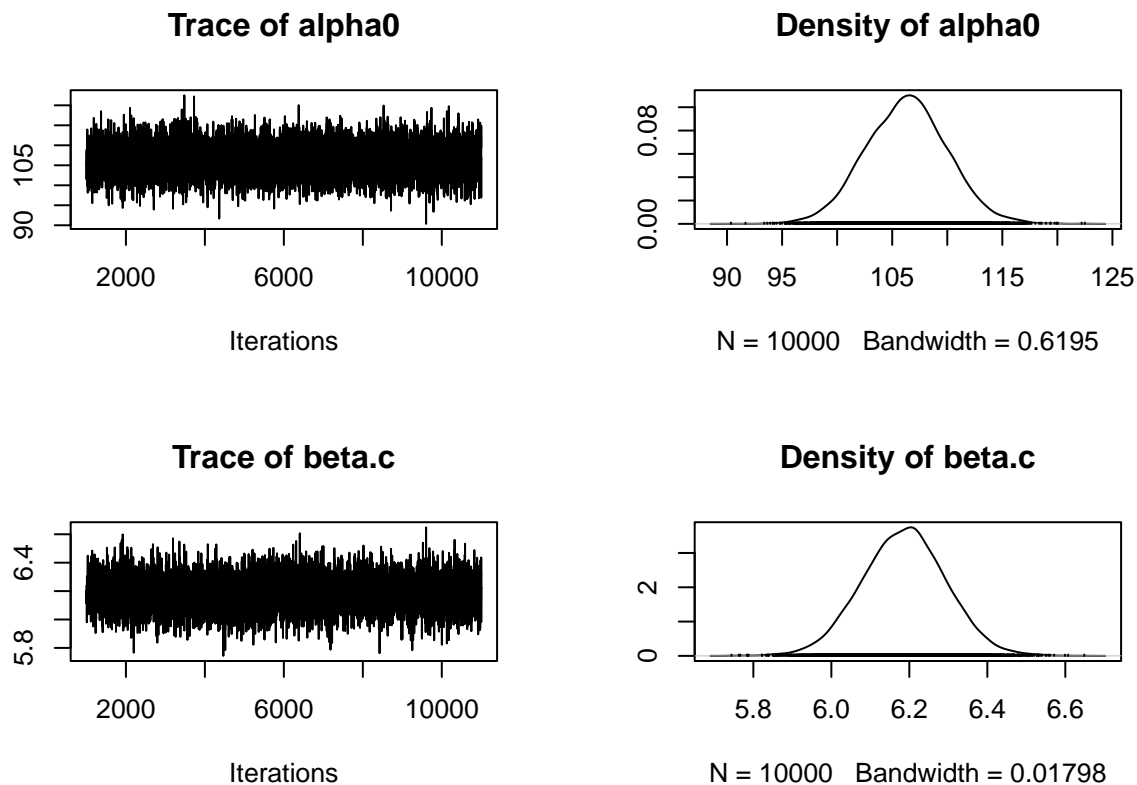 Trace of alpha0
105
90
2000 6000 10000
Iterations
Density of alpha0
0.08
0.00
90 95 105 115 125
N = 10000 Bandwidth = 0.6195
Trace of beta.c
6.4
5.8
2000 6000 10000
Iterations
Density of beta.c
2
0
5.8 6.0 6.2 6.4 6.6
N = 10000 Bandwidth = 0.01798